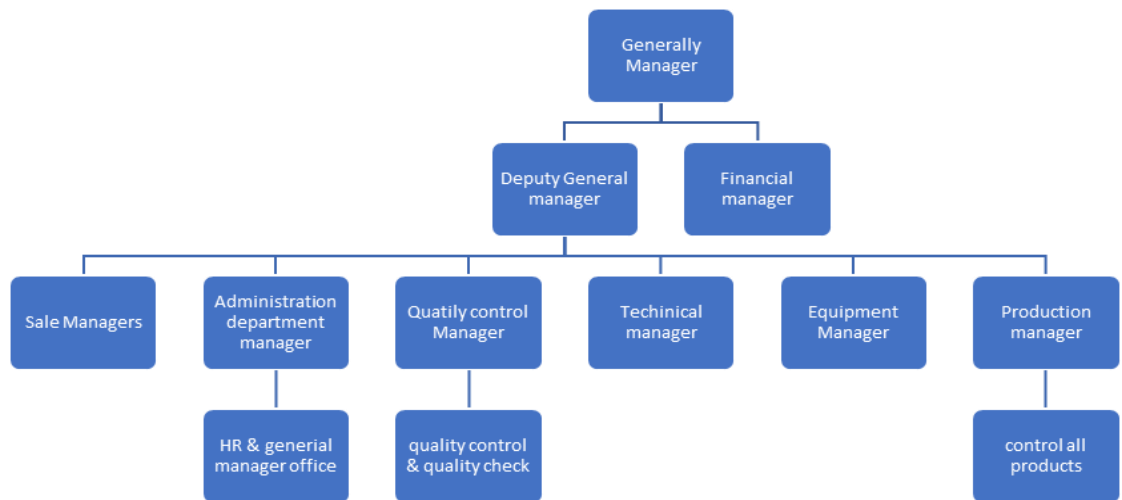 Generally
Manager
Deputy General
manager
Financial
manager
Sale Managers
Administration
department
manager
Quatily control
Manager
Techinical
manager
Equipment
Manager
Production
manager
HR & generial
manager office
quality control
& quality check
control all
products